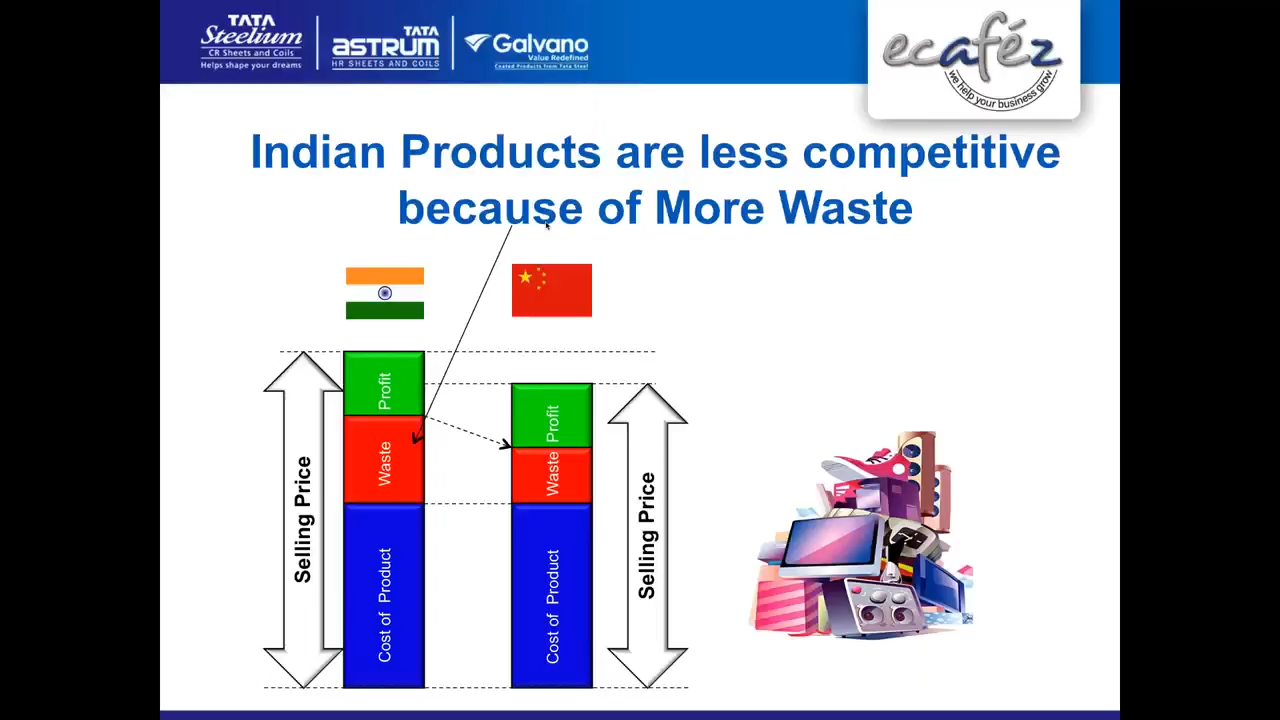 TATA
Steelium
CR Sheets and Coils
Helps shape your dreams
TATA
ASTRUM
HR SHEETS AND COILS
Galvano
Value Redefined
Coated Products from Tata Steel
ecaféz
we help your business grow
Indian Products are less competitive
because of More Waste
Selling Price
Profit
Waste
Cost of Product
Profit
Waste
Cost of Product
Selling Price